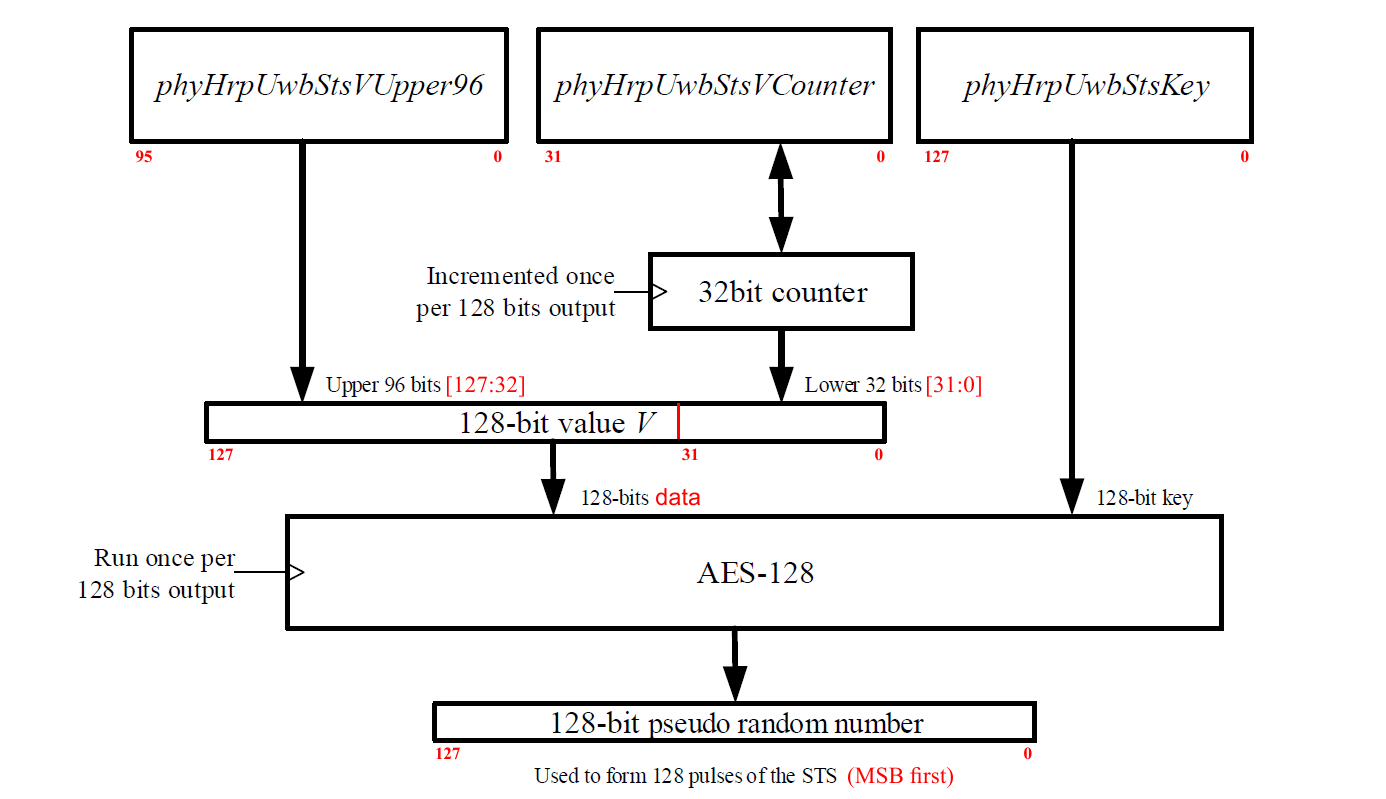 phyHrpUwbStsVUpper96
phyHrpUwbStsVCounter
phyHrpUwbStsKey
95 0
31 0
127 0
Incremented once
per 128 bits output
32bit counter
Upper 96 bits [127:32]
Lower 32 bits [31:0]
128-bit value V
127 31 0
128-bits data
128-bit key
Run once per
128 bits output
AES-128
128-bit pseudo random number
127 0
Used to form 128 pulses of the STS (MSB first)